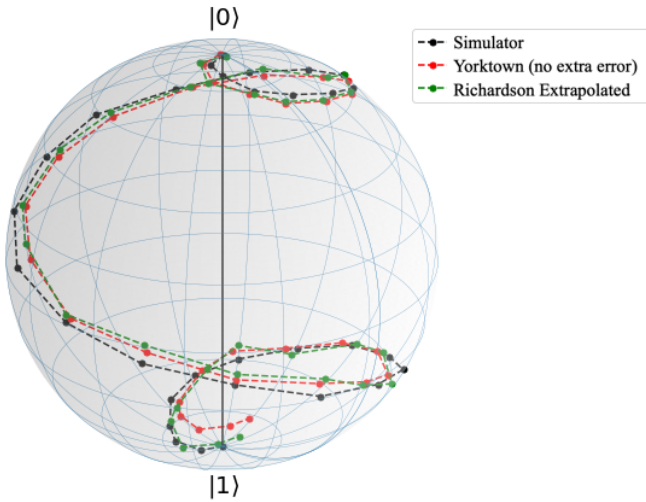 |0⟩
Simulator
Yorktown (no extra error)
Richardson Extrapolated
|1⟩